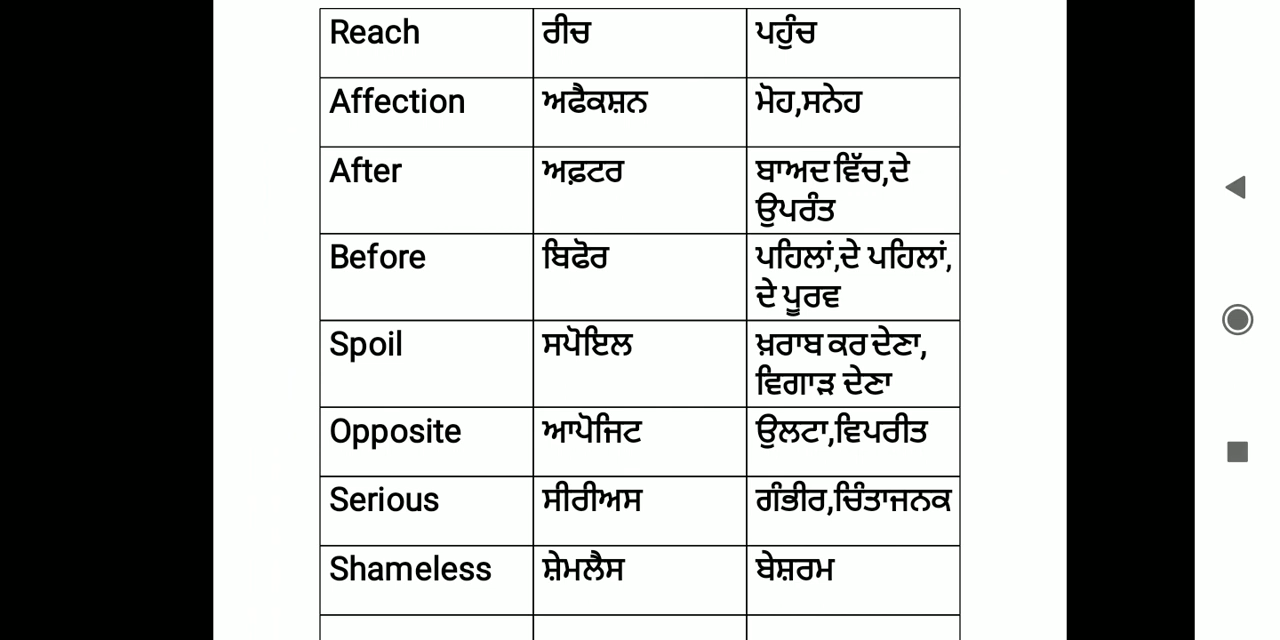 Reach ਰੀਚ ਪਹੁੰਚ
Affection ਅਫੈਕਸ਼ਨ ਮੋਹ,ਸਨੇਹ
After ਅਫ਼ਟਰ ਬਾਅਦ ਵਿੱਚ,ਦੇ
ਉਪਰੰਤ
Before ਬਿਫੋਰ ਪਹਿਲਾਂ,ਦੇ ਪਹਿਲਾਂ,
ਦੇ ਪੂਰਵ
Spoil ਸਪੋਇਲ ਖ਼ਰਾਬ ਕਰ ਦੇਣਾ,
ਵਿਗਾੜ ਦੇਣਾ
Opposite ਆਪੋਜਿਟ ਉਲਟਾ,ਵਿਪਰੀਤ
Serious ਸੀਰੀਅਸ ਗੰਭੀਰ,ਚਿੰਤਾਜਨਕ
Shameless ਸ਼ੇਮਲੈਸ ਬੇਸ਼ਰਮ